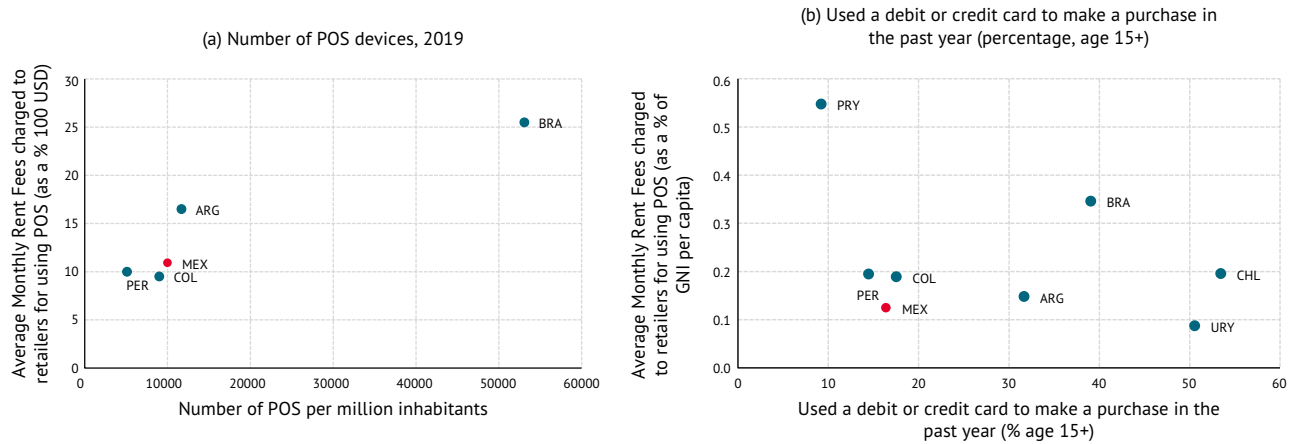 (a) Number of POS devices, 2019
Average Monthly Rent Fees charged to
retailers for using POS (as a % 100 USD)
30
25
20
15
10
5
0
BRA
ARG
MEX
COL
PER
0 10000 20000 30000 40000 50000 60000
Number of POS per million inhabitants
(b) Used a debit or credit card to make a purchase in
the past year (percentage, age 15+)
Average Monthly Rent Fees charged
to retailers for using POS (as a % of
GNI per capita)
0.6
0.5
0.4
0.3
0.2
0.1
0.0
PRY
BRA
CHL
COL
PER
ARG
MEX
URY
0 10 20 30 40 50 60
Used a debit or credit card to make a purchase in the
past year (% age 15+)